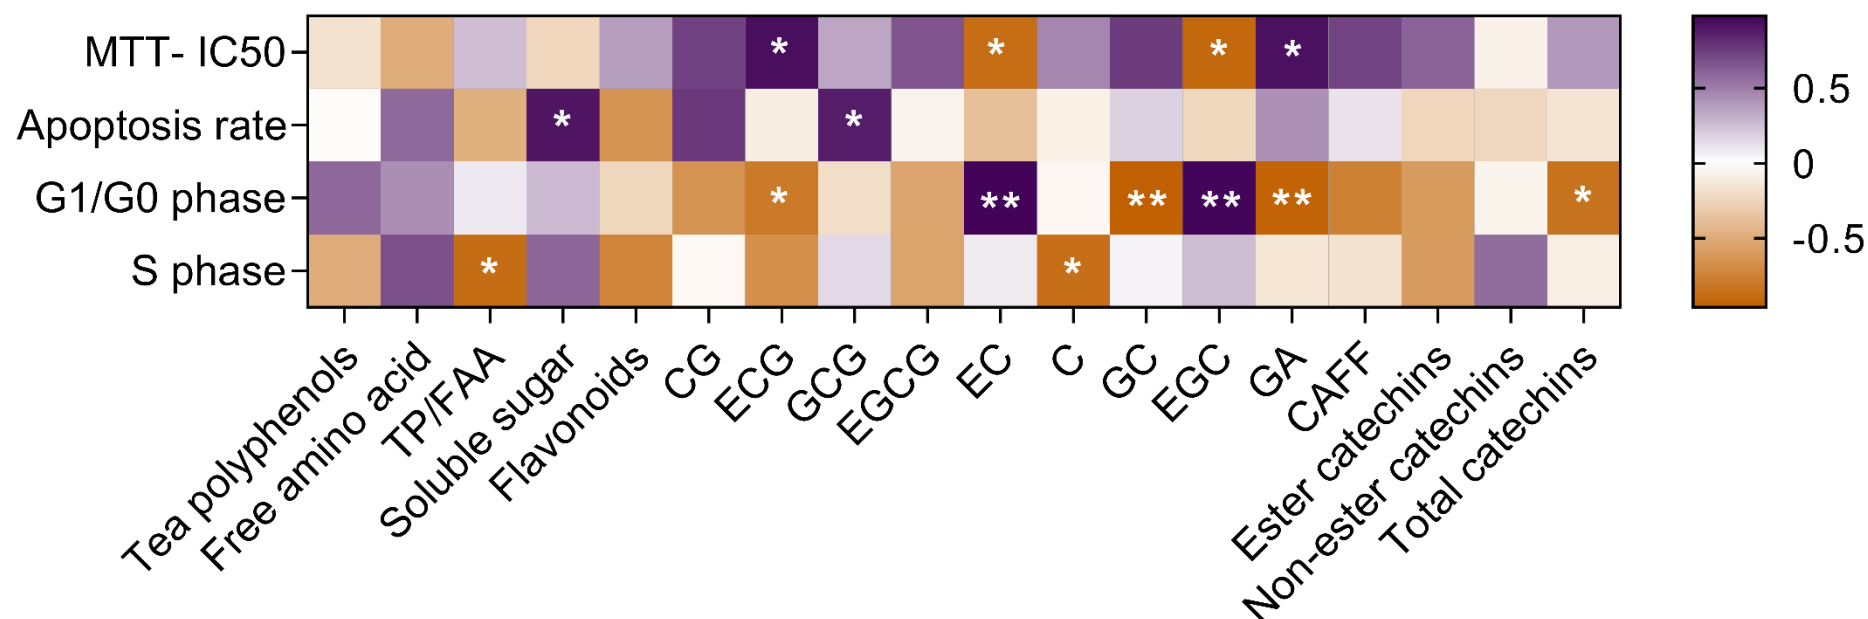 MTT- IC50 * * * *
Apoptosis rate * *
G1/G0 phase * ** ** ** ** *
S phase * *
0.5
0
-0.5
Tea polyphenols
Free amino acid
TP/FAA
Soluble sugar
Flavonoids
CG
ECG
GCG
EGCG
EC
C
GC
EGC
GA
CAFF
Ester catechins
Non-ester catechins
Total catechins